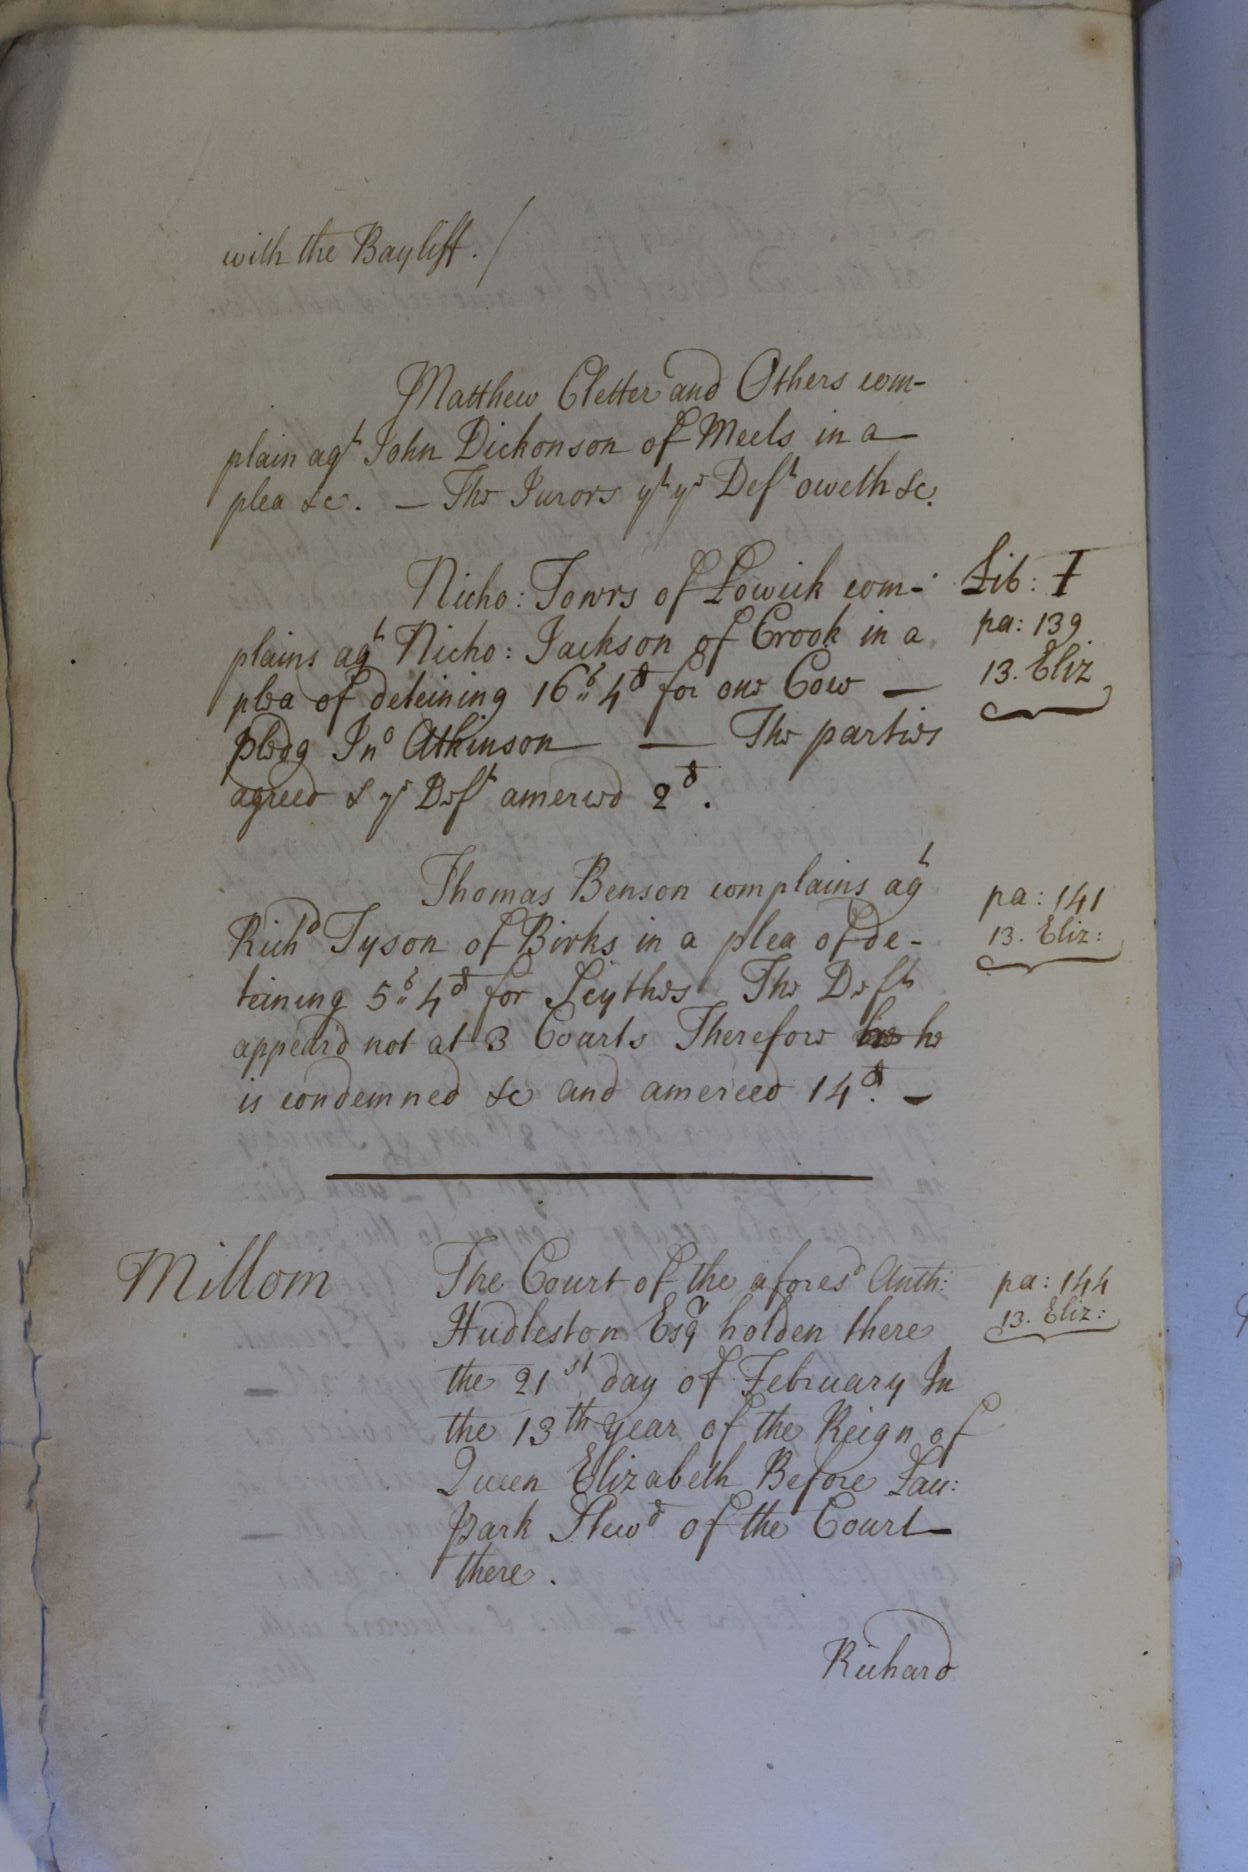 with the Bayliff. /
Matthew Cletter and Others com-
plain agt John Dickonson of Meels in a —
plea &c. — The Jurors yt ye Deft oweth &c.
Nicho: Towrs of Lowick com-
plains agt Nicho: Jackson of Crook in a
plea of deteining 16s " 4d for one Cow —
pledg Jno Atkinson — — The parties
agreed & ye Deft amerced 2d.
Lib: I
pa: 139
13. Eliz
Thomas Benson complains agt
Richd Tyson of Birks in a plea of de-
teining 5s " 4d for Scythes The Deft
appeard not at 3 Courts Therefore he
is condemned &c and amerced 14d. —
pa: 141
13. Eliz:
Millom
The Court of the aforesd Anth:
Hudleston Esqr holden there
the 21st day of February In
the 13th year of the Reign of
Queen Elizabeth Before Lau:
Park Stewd of the Court —
there.
pa: 144
13. Eliz:
Richard